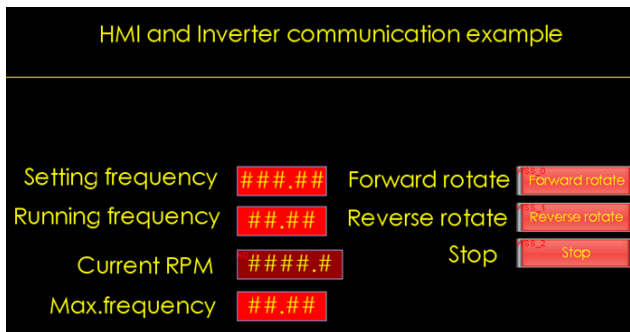 HMI and Inverter communication example
Setting frequency ###.## Forward rotate Forward rotate
Running frequency ##.## Reverse rotate Reverse rotate
Current RPM ####.# Stop Stop
Max.frequency ##.##